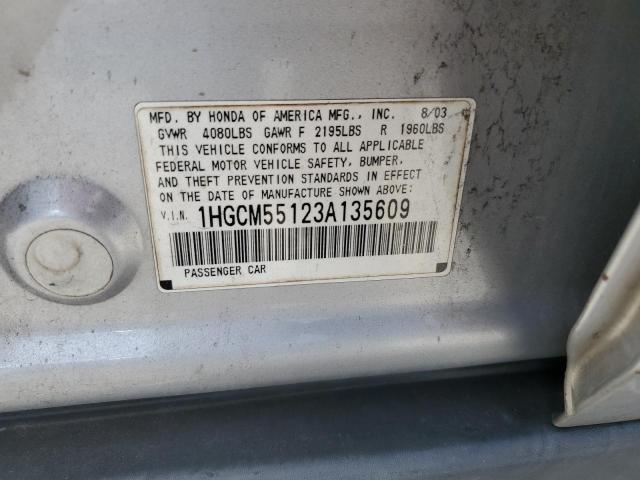 MFD. BY HONDA OF AMERICA MFG., INC. 8/03
GVWR 4080LBS GAWR F 2195LBS R 1960LBS
THIS VEHICLE CONFORMS TO ALL APPLICABLE
FEDERAL MOTOR VEHICLE SAFETY, BUMPER,
AND THEFT PREVENTION STANDARDS IN EFFECT
ON THE DATE OF MANUFACTURE SHOWN ABOVE:
V.I.N. 1HGCM55123A135609
PASSENGER CAR